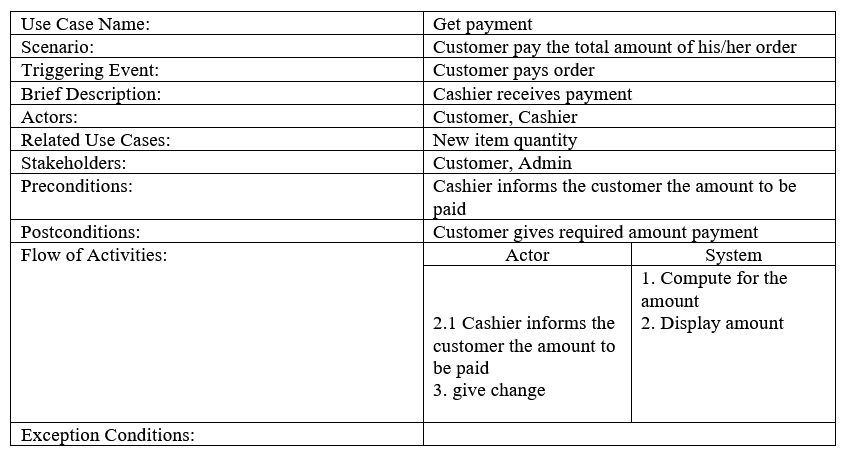 Use Case Name: Get payment
Scenario: Customer pay the total amount of his/her order
Triggering Event: Customer pays order
Brief Description: Cashier receives payment
Actors: Customer, Cashier
Related Use Cases: New item quantity
Stakeholders: Customer, Admin
Preconditions: Cashier informs the customer the amount to be
paid
Postconditions: Customer gives required amount payment
Flow of Activities: Actor System
1. Compute for the
amount
2.1 Cashier informs the 2. Display amount
customer the amount to
be paid
3. give change
Exception Conditions: